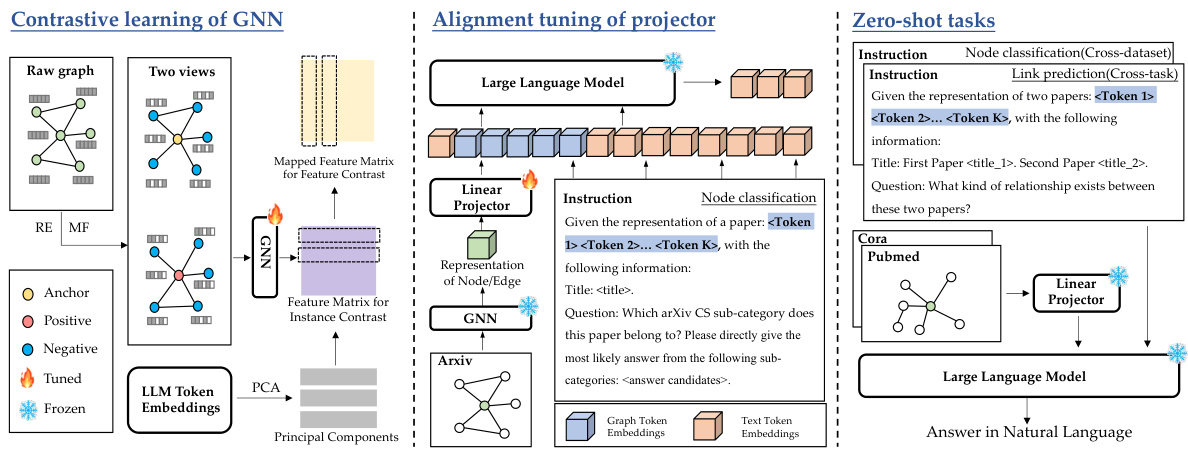 Contrastive learning of GNN
Raw graph
Two views
RE
MF
Anchor
Positive
Negative
Tuned
Frozen
LLM Token
Embeddings
PCA
GNN
Mapped Feature Matrix
for Feature Contrast
Feature Matrix for
Instance Contrast
Principal Components
Alignment tuning of projector
Large Language Model
Linear
Projector
Representation
of Node/Edge
GNN
Arxiv
Instruction
Node classification
Given the representation of a paper: <Token
1> <Token 2>… <Token K>, with the
following information:
Title: <title>.
Question: Which arXiv CS sub-category does
this paper belong to? Please directly give the
most likely answer from the following sub-
categories: <answer candidates>.
Graph Token
Embeddings
Text Token
Embeddings
Zero-shot tasks
Instruction
Node classification(Cross-dataset)
Instruction
Link prediction(Cross-task)
Given the representation of two papers: <Token 1>
<Token 2>… <Token K>, with the following
information:
Title: First Paper <title_1>. Second Paper <title_2>.
Question: What kind of relationship exists between
these two papers?
Cora
Pubmed
Linear
Projector
Large Language Model
Answer in Natural Language